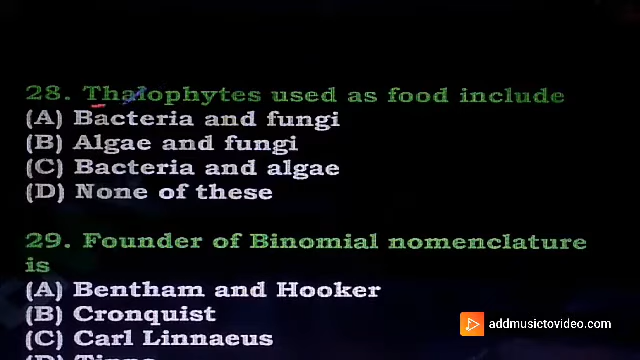 28. Thalophytes used as food include
(A) Bacteria and fungi
(B) Algae and fungi
(C) Bacteria and algae
(D) None of these
29. Founder of Binomial nomenclature
is
(A) Bentham and Hooker
(B) Cronquist
(C) Carl Linnaeus
addmusictovideo.com